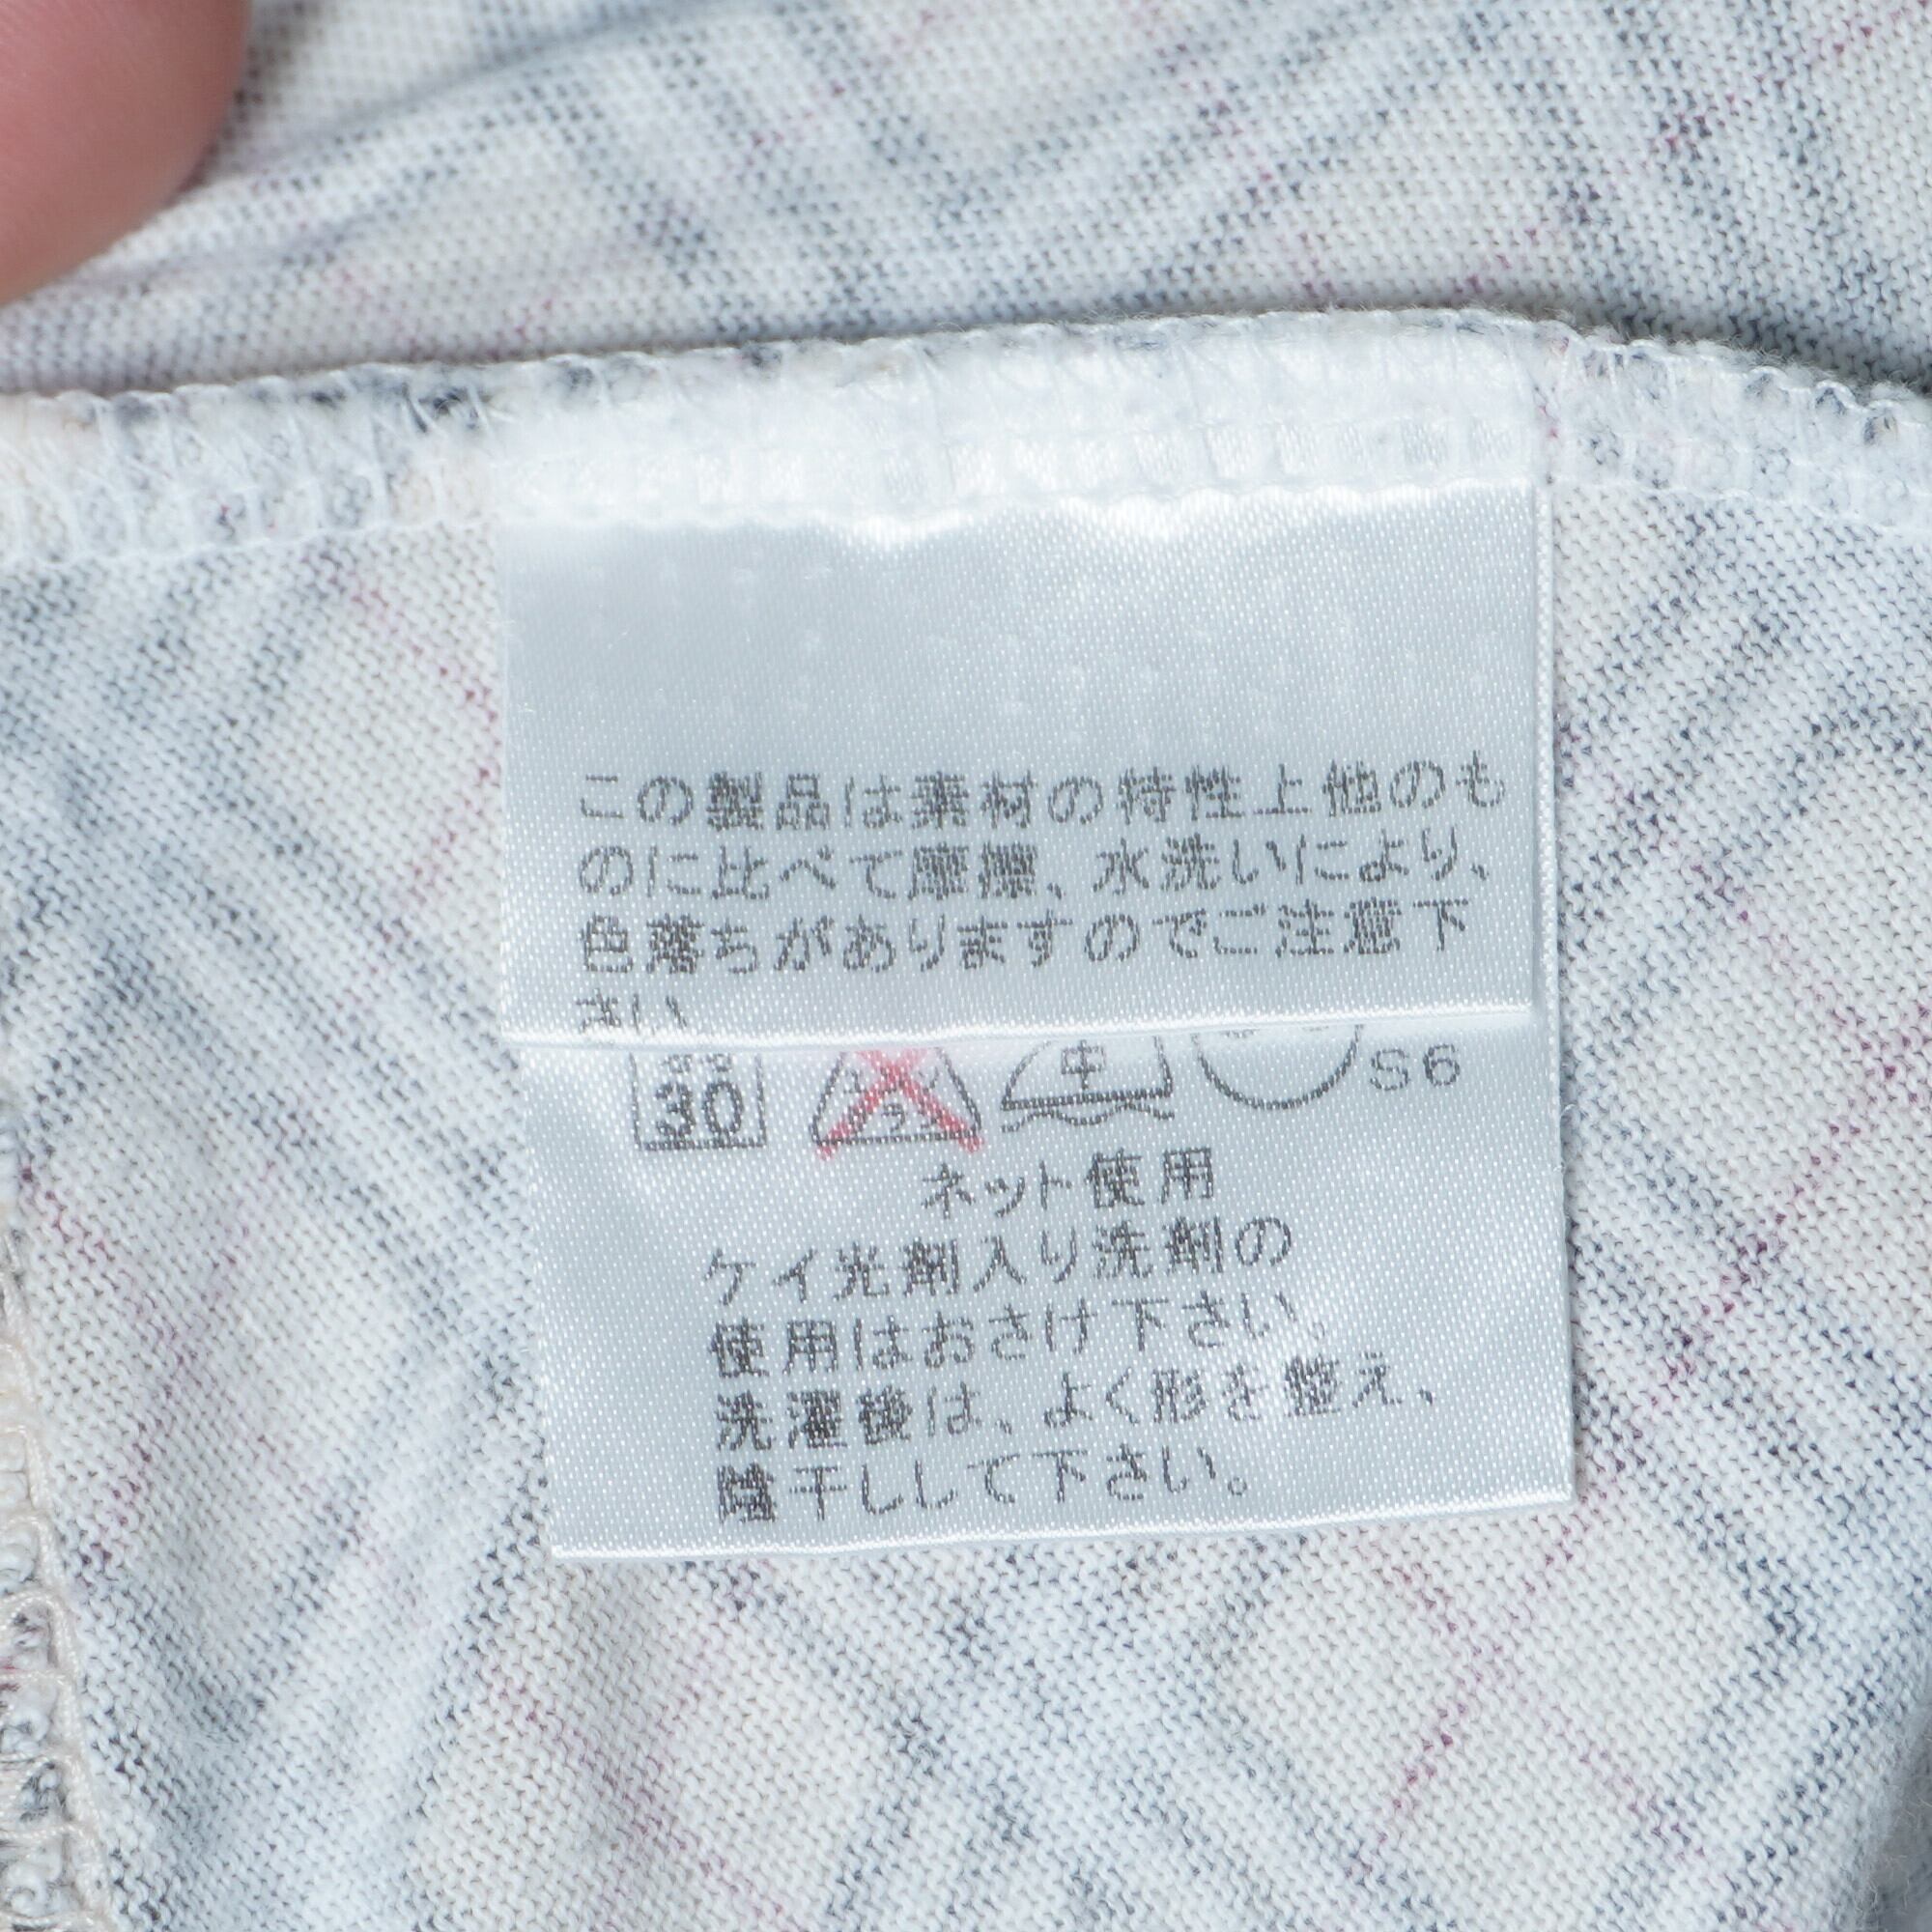 この製品は素材の特性上他のも
のに比べて摩擦、水洗いにより、
色落ちがありますのでご注意下
さい
30 中 S6
ネット使用
ケイ光剤入り洗剤の
使用はおさけ下さい。
洗濯後は、よく形を整え、
陰干しして下さい。